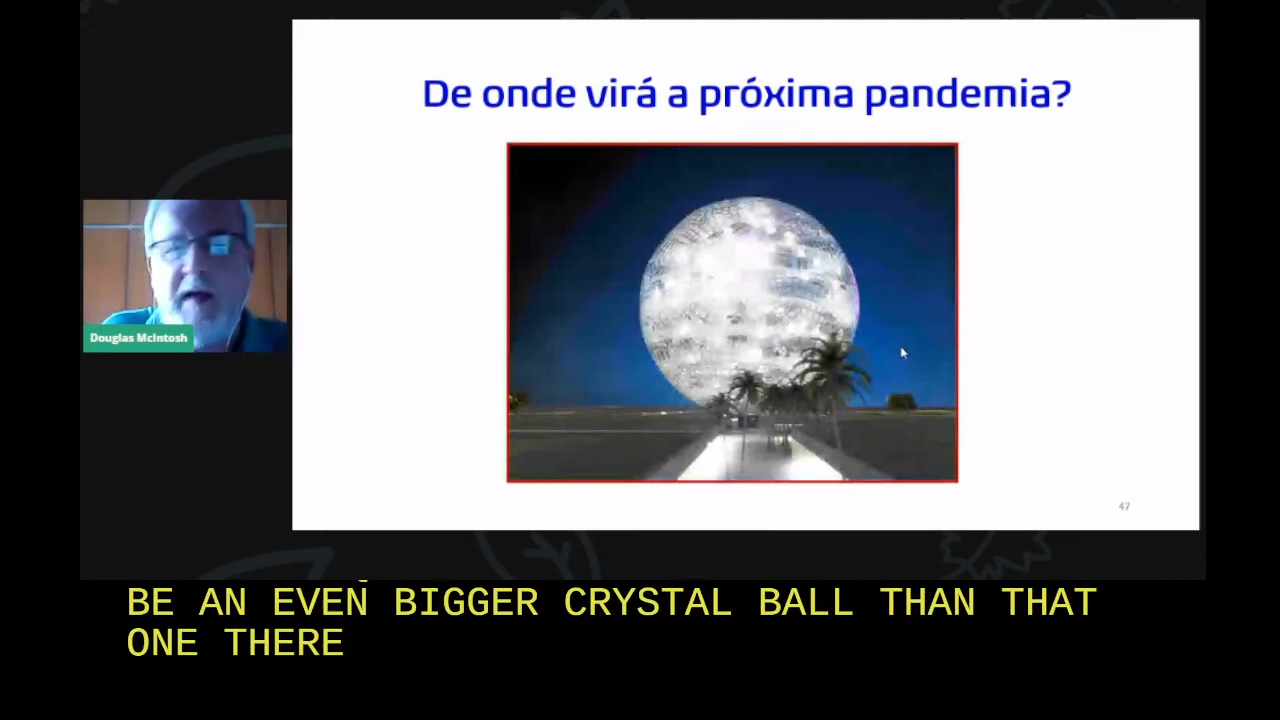 De onde virá a próxima pandemia?
Douglas McIntosh
47
BE AN EVEN BIGGER CRYSTAL BALL THAN THAT
ONE THERE